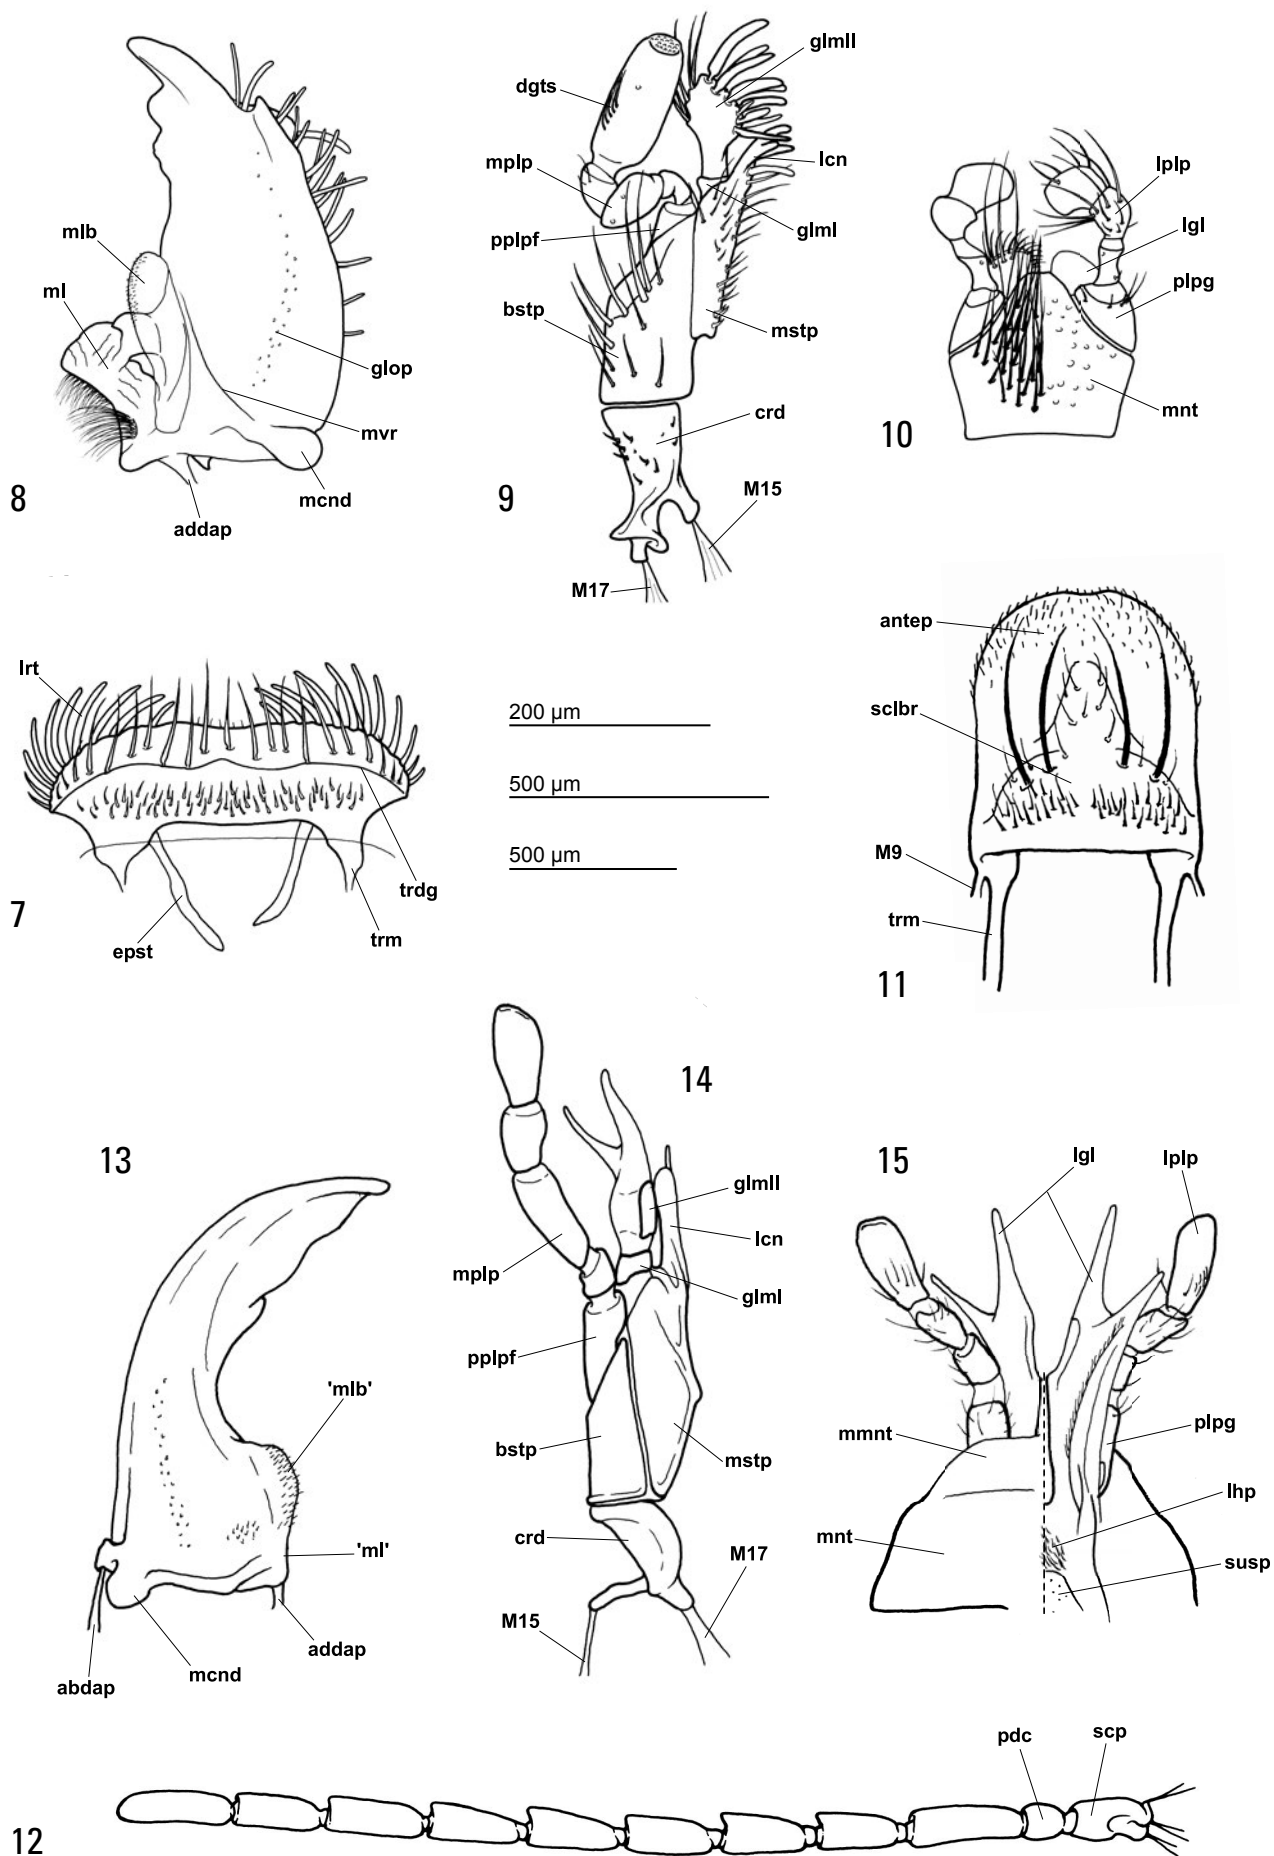 glmII
dgts
lcn
mplp
lplp
mlb
pplpf
glmI
lgl
ml
plpg
bstp
mstp
glop
crd
mnt
mvr
10
M15
8
9
mcnd
addap
M17
antep
lrt
sclbr
200 µm
500 µm
M9
500 µm
trdg
7
trm
trm
epst
11
14
13
15
lgl
lplp
glmII
lcn
mplp
glmI
'mlb'
pplpf
plpg
mmnt
bstp
mstp
lhp
crd
mnt
'ml'
M17
susp
M15
addap
mcnd
abdap
pdc
scp
12